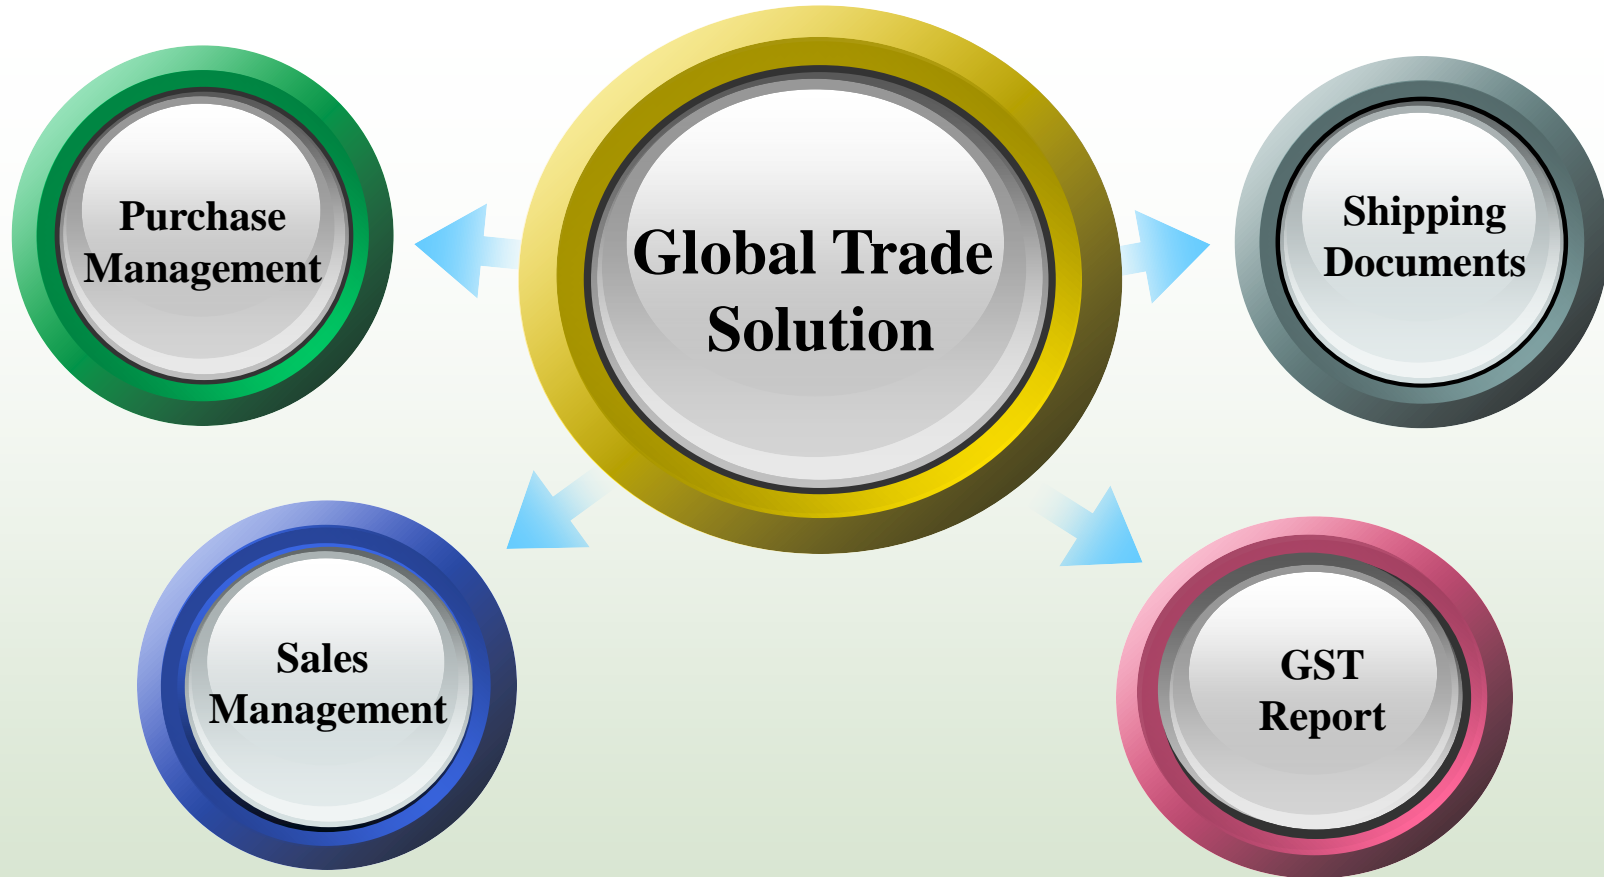 Global Trade
Solution
Purchase
Management
Shipping
Documents
Sales
Management
GST
Report